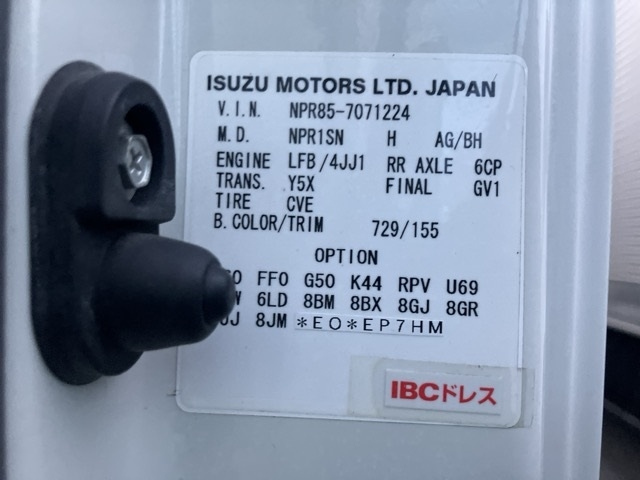 ISUZU MOTORS LTD. JAPAN
V.I.N. NPR85-7071224
M.D. NPR1SN H AG/BH
ENGINE LFB/4JJ1 RR AXLE 6CP
TRANS. Y5X FINAL GV1
TIRE CVE
B.COLOR/TRIM 729/155
OPTION
FF0 G50 K44 RPV U69
6LD 8BM 8BX 8GJ 8GR
8JM *EO*EP7HM
IBCドレス